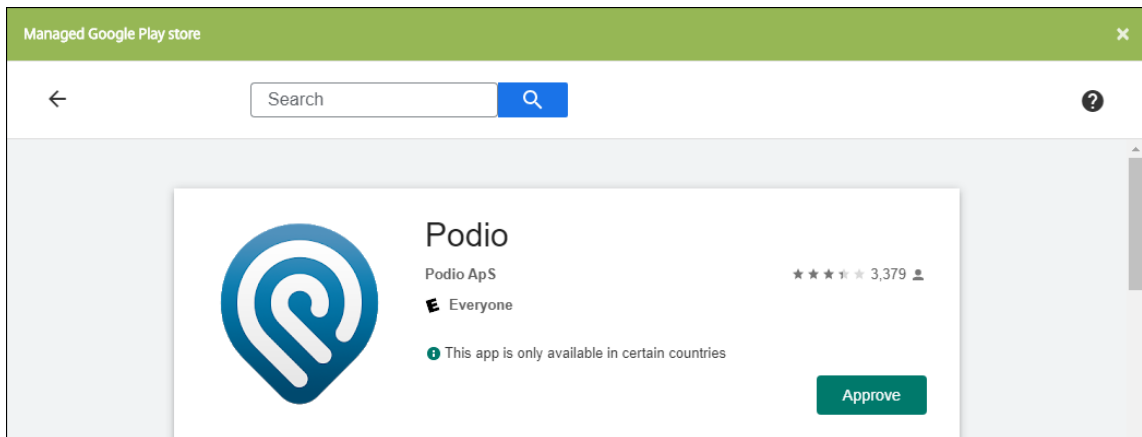 Managed Google Play store
Search
Podio
Podio ApS
3,379
Everyone
This app is only available in certain countries
Approve